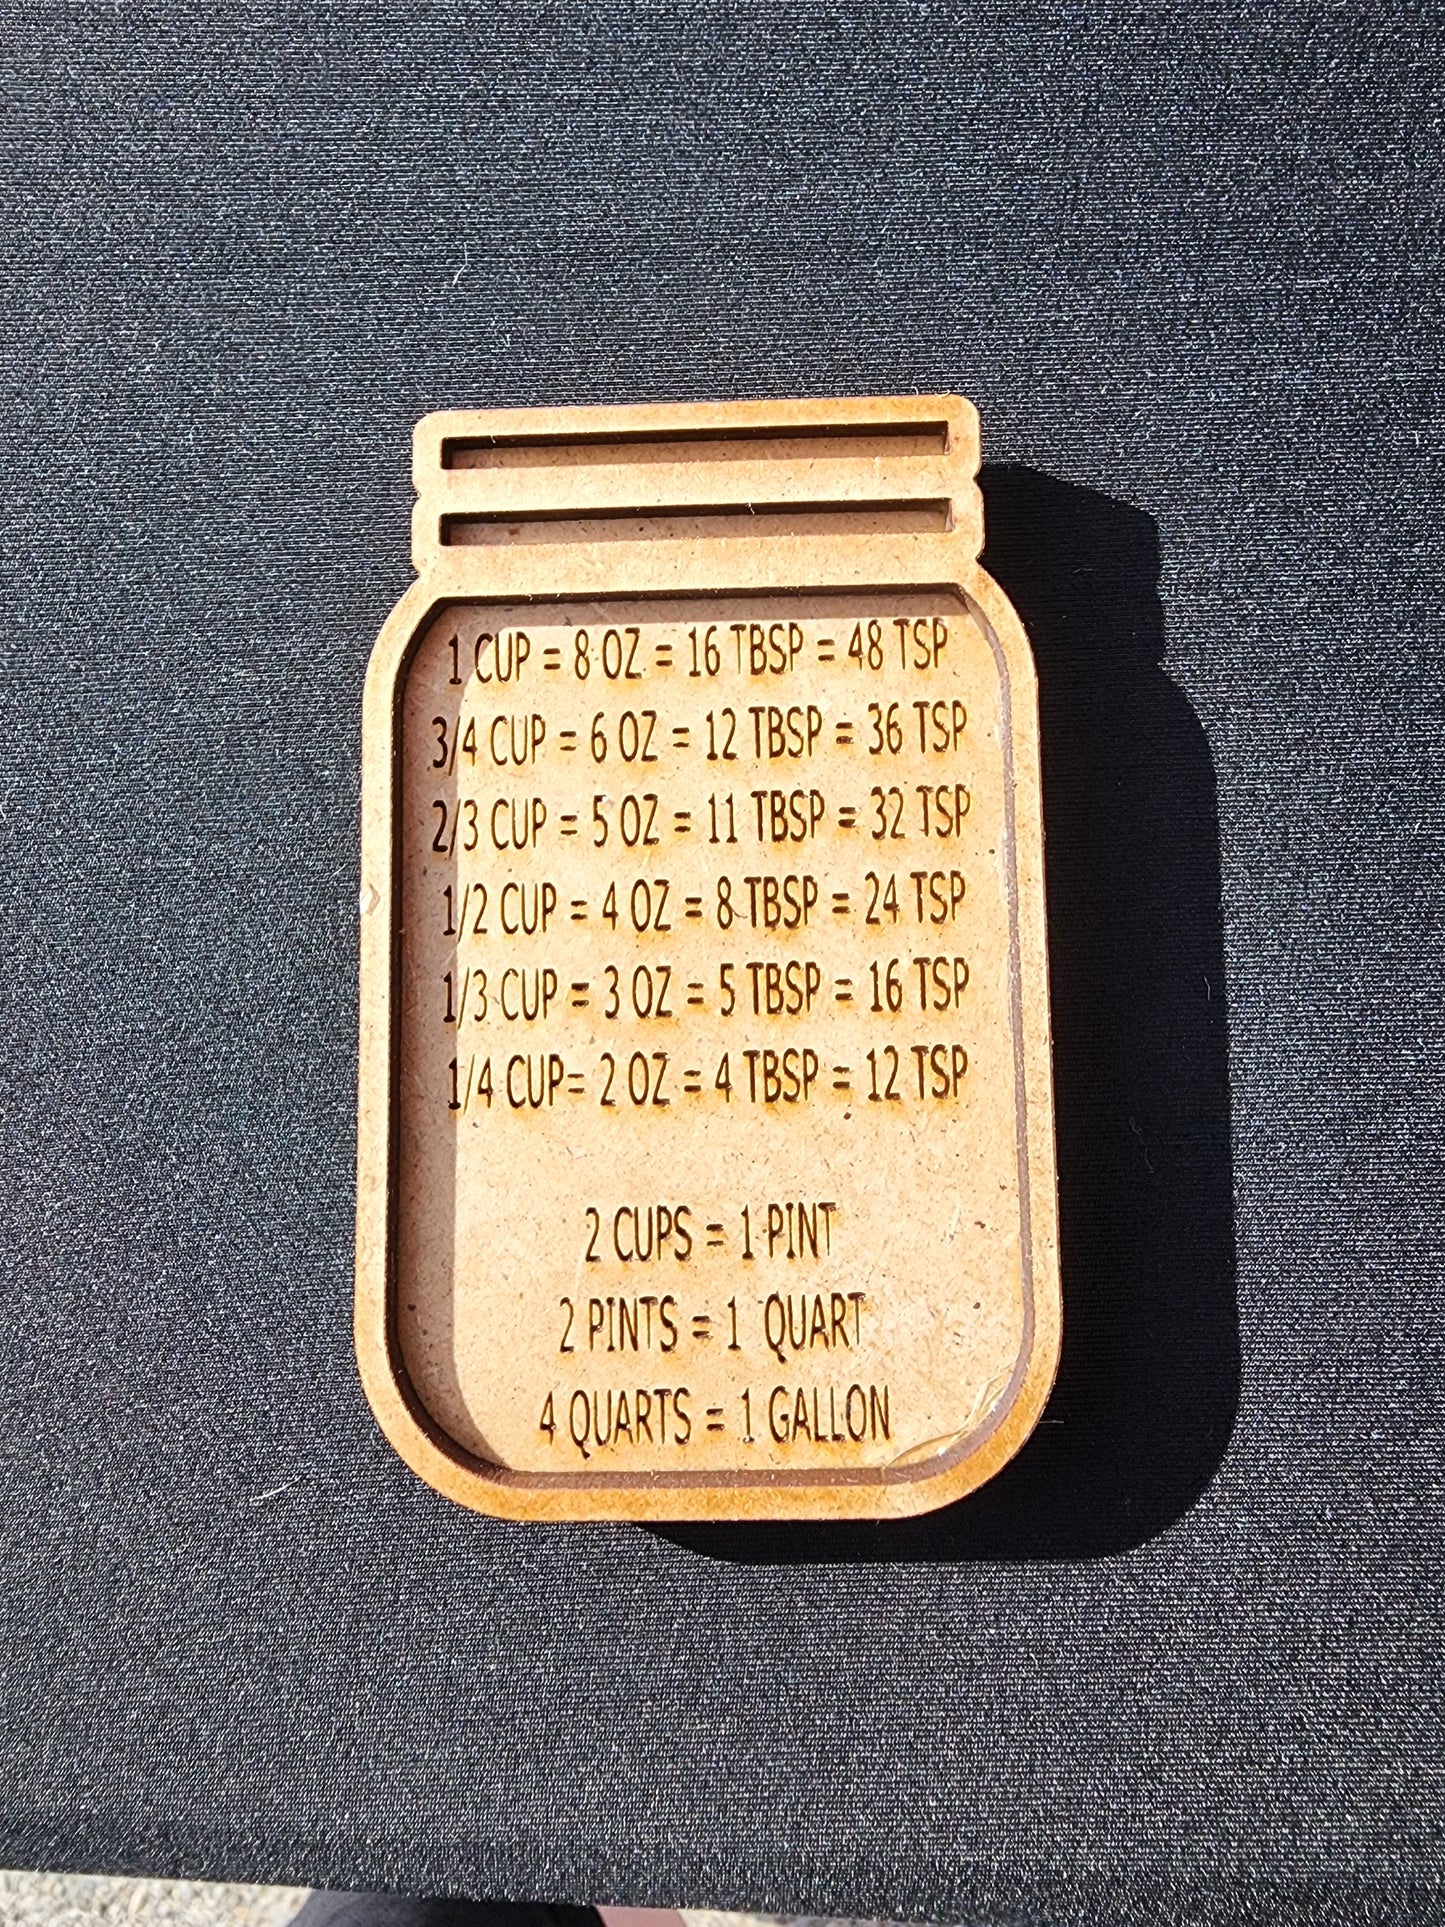 1 CUP = 8 OZ = 16 TBSP = 48 TSP
3/4 CUP = 6 OZ = 12 TBSP = 36 TSP
2/3 CUP = 5 OZ = 11 TBSP = 32 TSP
1/2 CUP = 4 OZ = 8 TBSP = 24 TSP
1/3 CUP = 3 OZ = 5 TBSP = 16 TSP
1/4 CUP= 2 OZ = 4 TBSP = 12 TSP
2 CUPS = 1 PINT
2 PINTS = 1 QUART
4 QUARTS = 1 GALLON